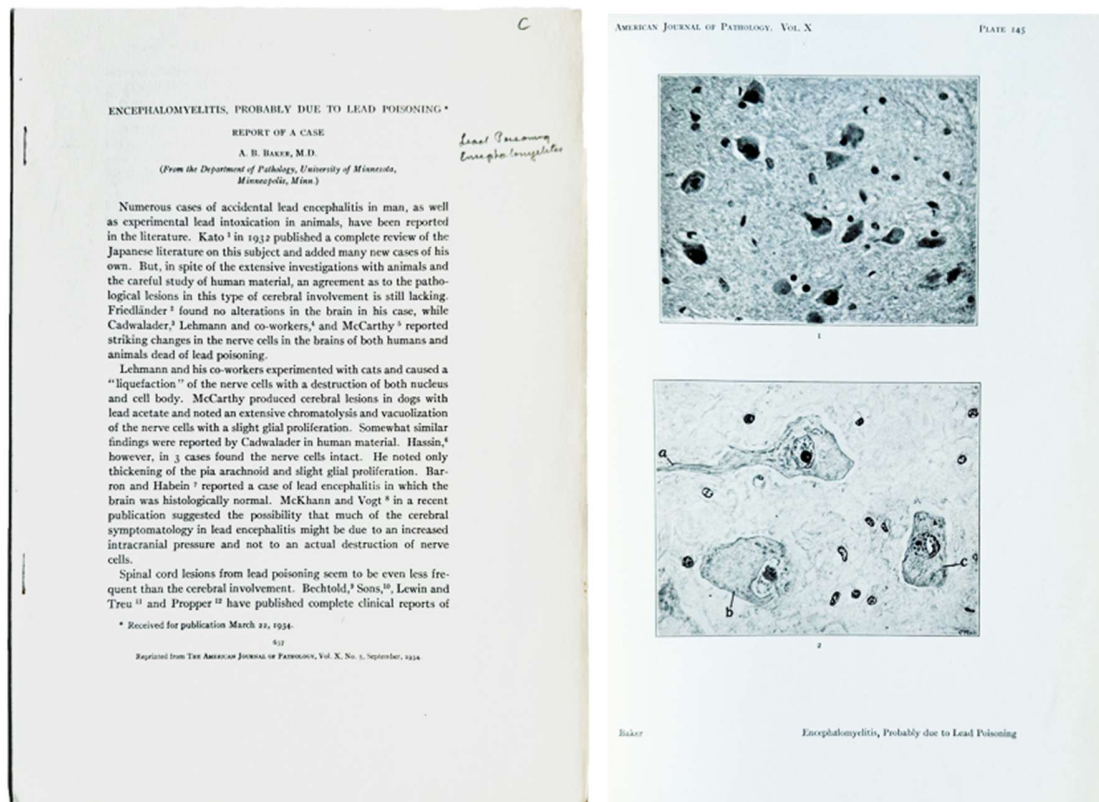 C
ENCEPHALOMYELITIS, PROBABLY DUE TO LEAD POISONING *
REPORT OF A CASE
A. B. BAKER, M.D.
(From the Department of Pathology, University of Minnesota,
Minneapolis, Minn.)
Lead Poisoning
Encephalomyelitis
Numerous cases of accidental lead encephalitis in man, as well
as experimental lead intoxication in animals, have been reported
in the literature. Kato ¹ in 1932 published a complete review of the
Japanese literature on this subject and added many new cases of his
own. But, in spite of the extensive investigations with animals and
the careful study of human material, an agreement as to the patho-
logical lesions in this type of cerebral involvement is still lacking.
Friedländer ² found no alterations in the brain in his case, while
Cadwalader,³ Lehmann and co-workers,⁴ and McCarthy ⁵ reported
striking changes in the nerve cells in the brains of both humans and
animals dead of lead poisoning.
Lehmann and his co-workers experimented with cats and caused a
"liquefaction" of the nerve cells with a destruction of both nucleus
and cell body. McCarthy produced cerebral lesions in dogs with
lead acetate and noted an extensive chromatolysis and vacuolization
of the nerve cells with a slight glial proliferation. Somewhat similar
findings were reported by Cadwalader in human material. Hassin,⁶
however, in 3 cases found the nerve cells intact. He noted only
thickening of the pia arachnoid and slight glial proliferation. Bar-
ron and Habein ⁷ reported a case of lead encephalitis in which the
brain was histologically normal. McKhann and Vogt ⁸ in a recent
publication suggested the possibility that much of the cerebral
symptomatology in lead encephalitis might be due to an increased
intracranial pressure and not to an actual destruction of nerve
cells.
Spinal cord lesions from lead poisoning seem to be even less fre-
quent than the cerebral involvement. Bechtold,⁹ Sons,¹⁰, Lewin and
Treu ¹¹ and Propper ¹² have published complete clinical reports of
* Received for publication March 22, 1934.
657
Reprinted from THE AMERICAN JOURNAL OF PATHOLOGY, Vol. X, No. 5, September, 1934.
AMERICAN JOURNAL OF PATHOLOGY. VOL. X
PLATE 145
1
a
b
c
2
Baker
Encephalomyelitis, Probably due to Lead Poisoning